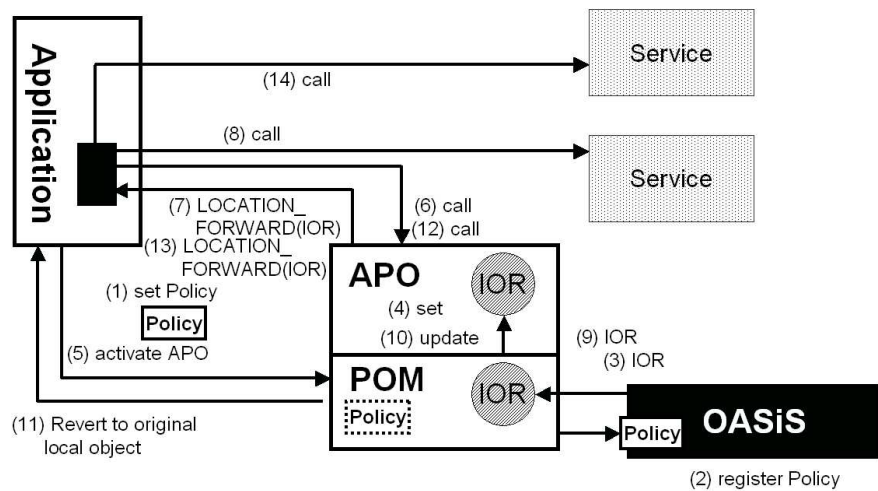 Application
Service
(14) call
(8) call
Service
(7) LOCATION_
FORWARD(IOR)
(6) call
(12) call
(13) LOCATION_
FORWARD(IOR)
APO
IOR
(1) set Policy
Policy
(4) set
(10) update
(5) activate APO
(9) IOR
(3) IOR
POM
IOR
Policy
(11) Revert to original
local object
Policy
OASiS
(2) register Policy